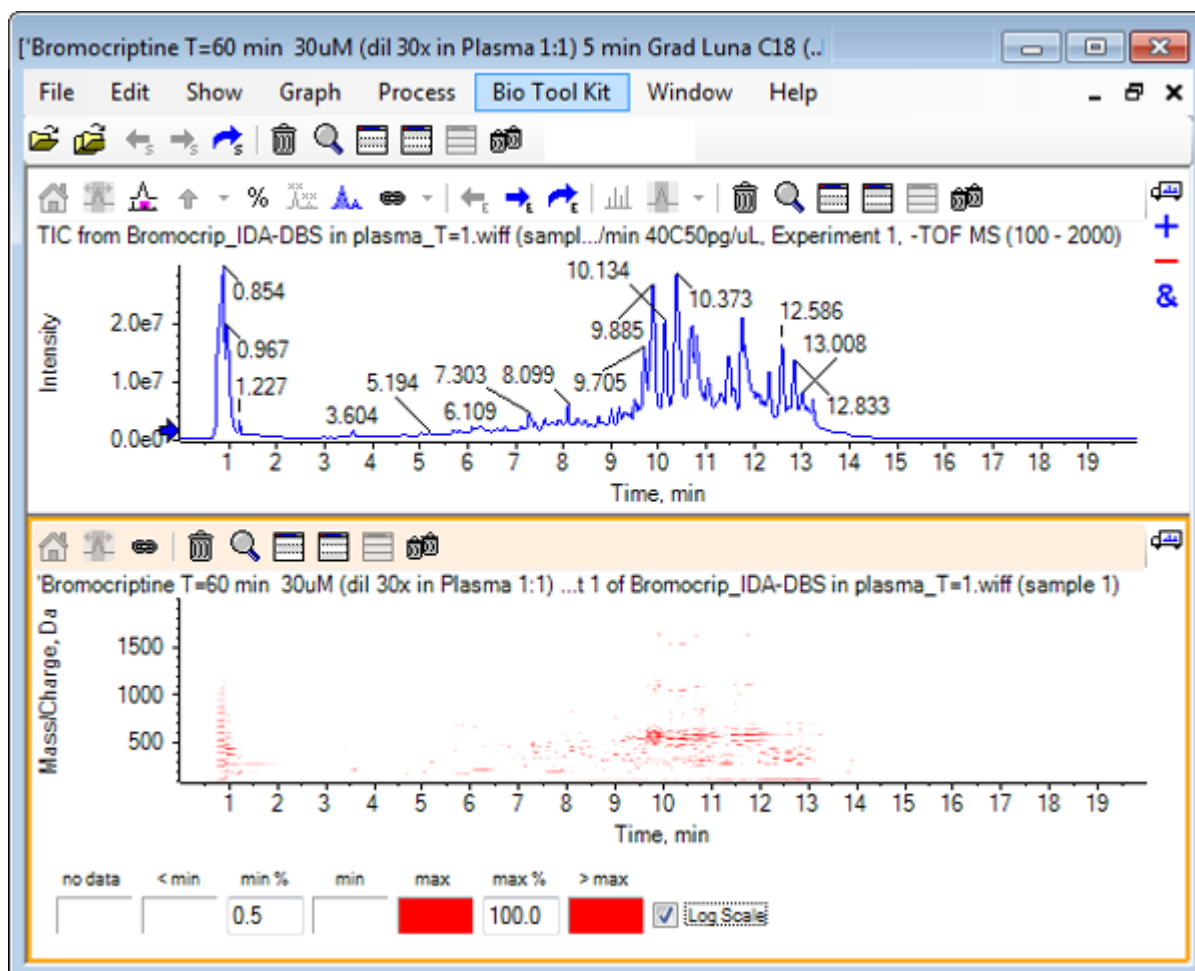 ['Bromocriptine T=60 min  30uM (dil 30x in Plasma 1:1) 5 min Grad Luna C18 (..
File Edit Show Graph Process Bio Tool Kit Window Help
%
TIC from Bromocrip_IDA-DBS in plasma_T=1.wiff (sampl.../min 40C50pg/uL, Experiment 1, -TOF MS (100 - 2000)
Intensity
2.0e7
1.0e7
0.0e0
0.854
0.967
1.227
3.604
5.194
6.109
7.303
8.099
9.705
9.885
10.134
10.373
12.586
13.008
12.833
1 2 3 4 5 6 7 8 9 10 11 12 13 14 15 16 17 18 19
Time, min
&
'Bromocriptine T=60 min  30uM (dil 30x in Plasma 1:1) ...t 1 of Bromocrip_IDA-DBS in plasma_T=1.wiff (sample 1)
Mass/Charge, Da
1500
1000
500
1 2 3 4 5 6 7 8 9 10 11 12 13 14 15 16 17 18 19
Time, min
no data < min min % min max max % > max
0.5 100.0 Log Scale